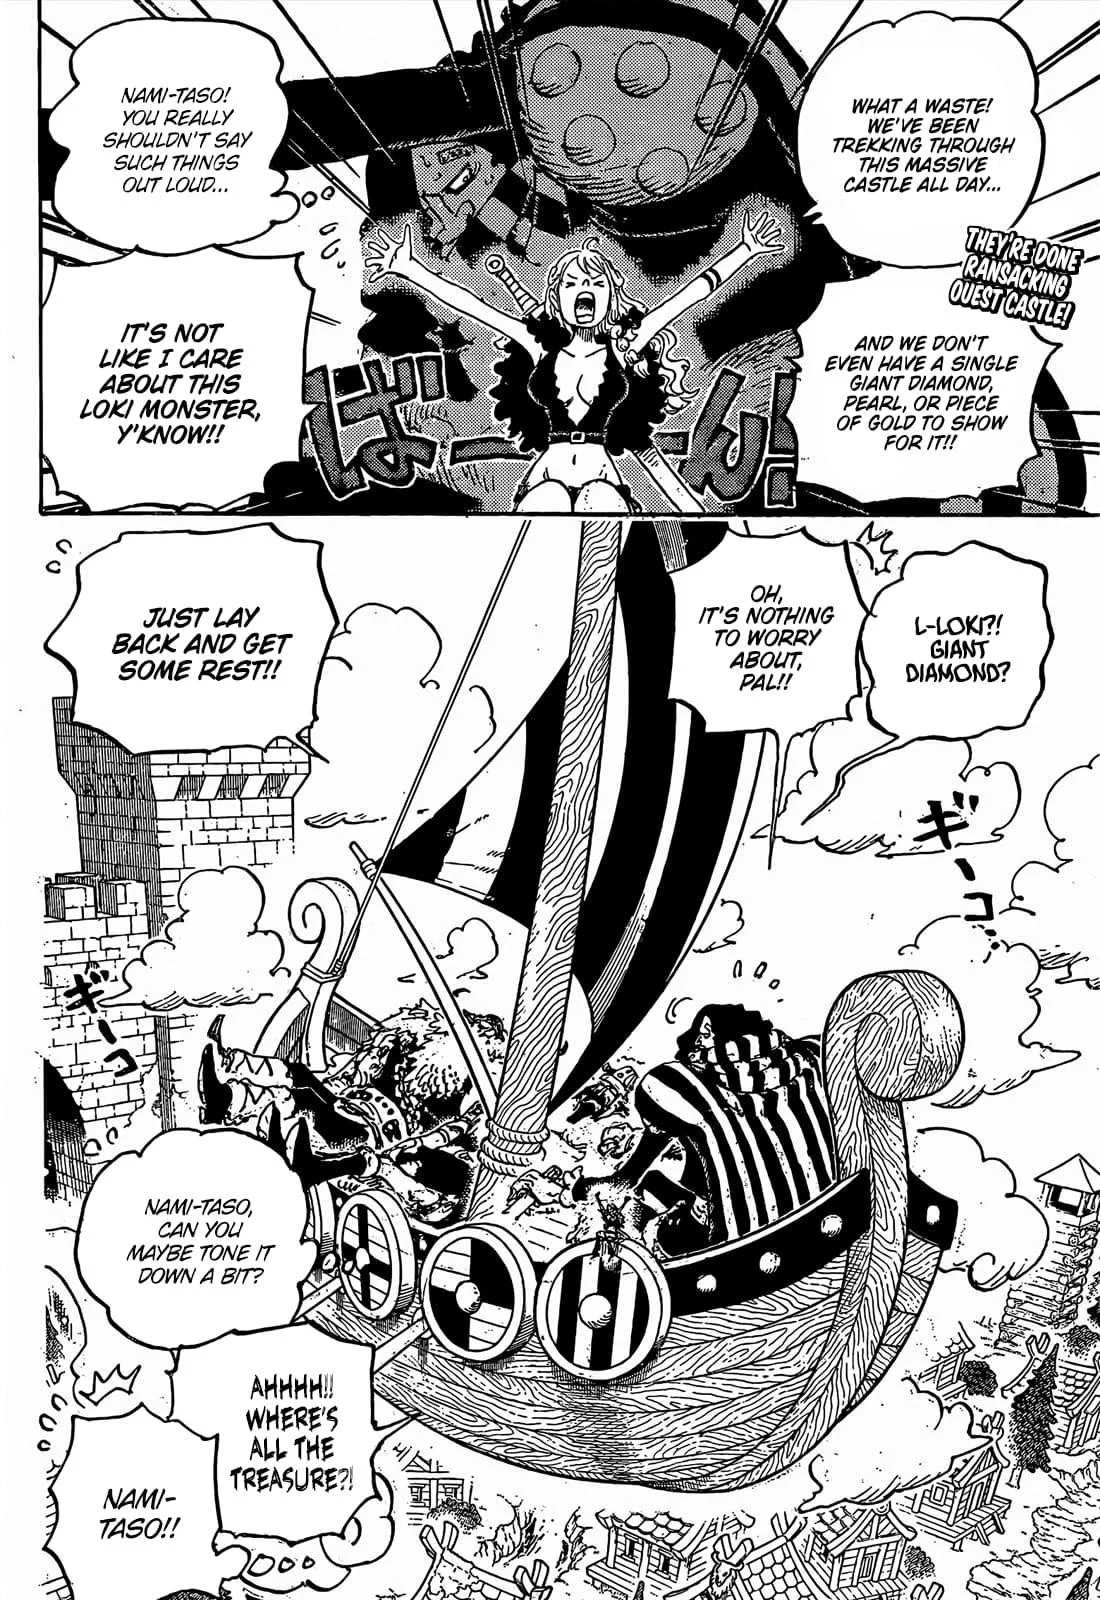 WHAT A WASTE!
WE'VE BEEN
TREKKING THROUGH
THIS MASSIVE
CASTLE ALL DAY...
THEY'RE DONE
RANSACKING
OUEST CASTLE!
AND WE DON'T
EVEN HAVE A SINGLE
GIANT DIAMOND,
PEARL, OR PIECE
OF GOLD TO SHOW
FOR IT!!
NAMI-TASO!
YOU REALLY
SHOULDN'T SAY
SUCH THINGS
OUT LOUD...
IT'S NOT
LIKE I CARE
ABOUT THIS
LOKI MONSTER,
Y'KNOW!!
ばーーん!
L-LOKI?!
GIANT
DIAMOND?
OH,
IT'S NOTHING
TO WORRY
ABOUT,
PAL!!
JUST LAY
BACK AND GET
SOME REST!!
ギーコ...
ギーコ
NAMI-TASO,
CAN YOU
MAYBE TONE IT
DOWN A BIT?
AHHHH!!
WHERE'S
ALL THE
TREASURE?!
NAMI-
TASO!!